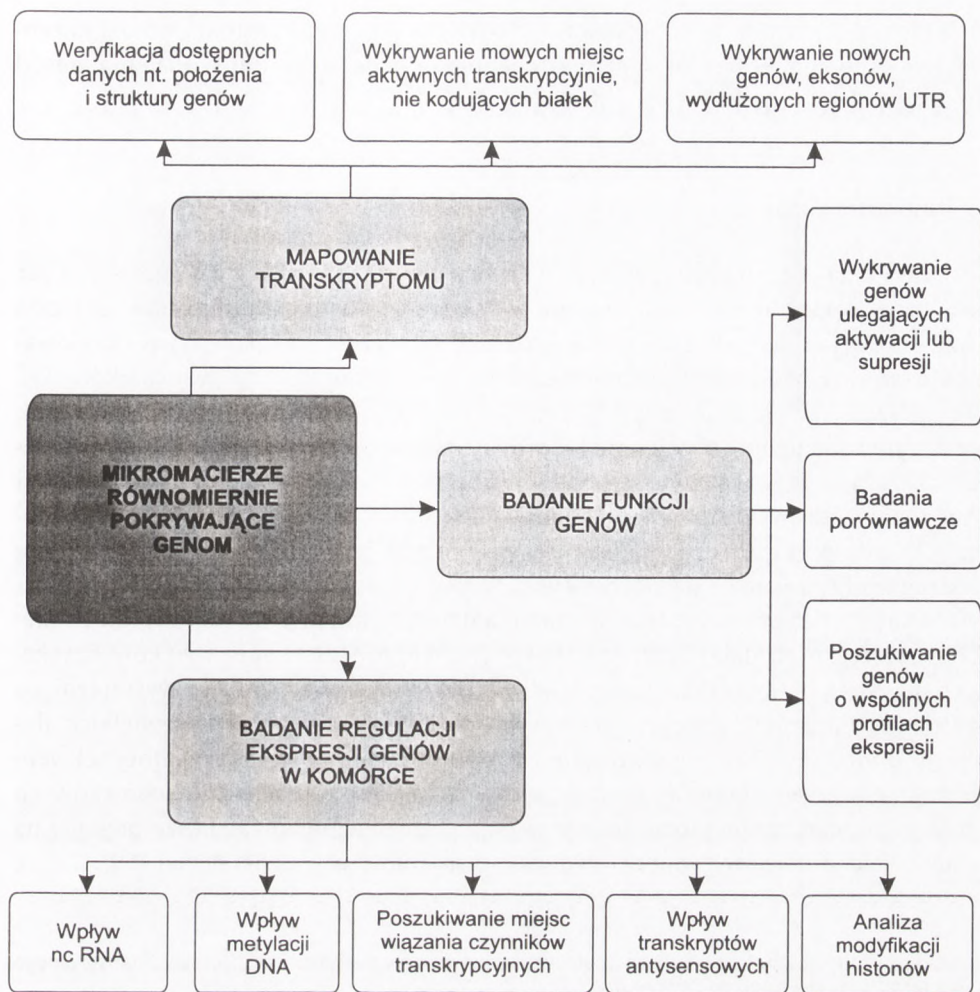 Weryfikacja dostępnych
danych nt. położenia
i struktury genów
Wykrywanie mowych miejsc
aktywnych transkrypcyjnie,
nie kodujących białek
Wykrywanie nowych
genów, eksonów,
wydłużonych regionów UTR
MAPOWANIE
TRANSKRYPTOMU
Wykrywanie
genów
ulegających
aktywacji lub
supresji
MIKROMACIERZE
RÓWNOMIERNIE
POKRYWAJĄCE
GENOM
BADANIE FUNKCJI
GENÓW
Badania
porównawcze
Poszukiwanie
genów
o wspólnych
profilach
ekspresji
BADANIE REGULACJI
EKSPRESJI GENÓW
W KOMÓRCE
Wpływ
nc RNA
Wpływ
metylacji
DNA
Poszukiwanie miejsc
wiązania czynników
transkrypcyjnych
Wpływ
transkryptów
antysensowych
Analiza
modyfikacji
histonów